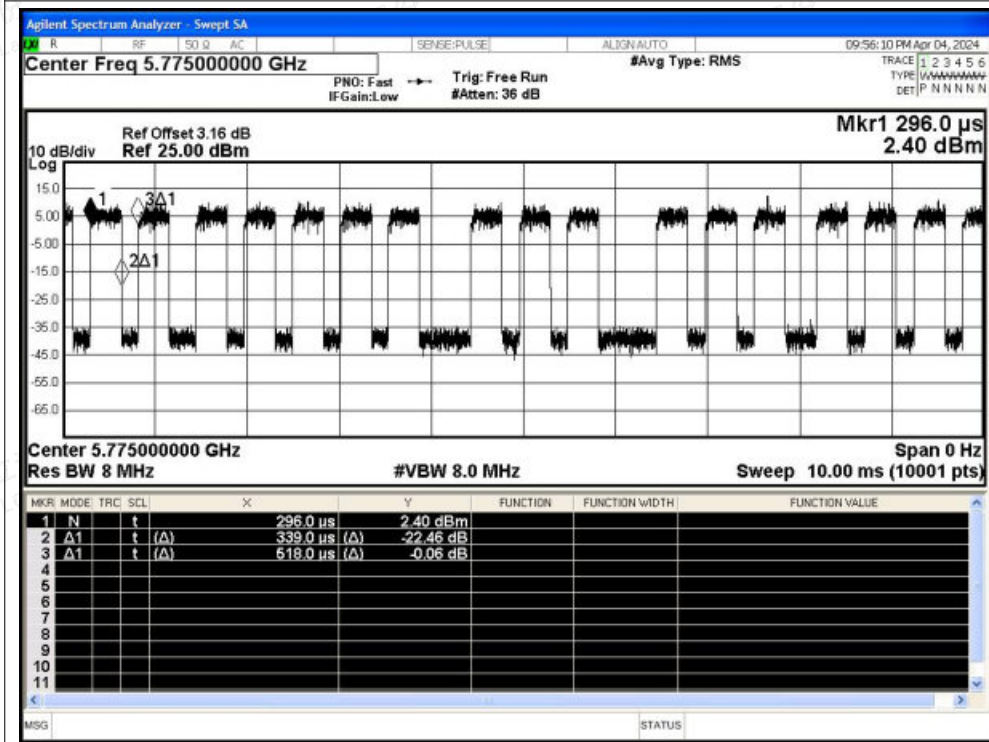 Agilent Spectrum Analyzer - Swept SA
R RF 50 Ω AC SENSE:PULSE ALIGN AUTO 09:56:10 PM Apr 04, 2024
Center Freq 5.775000000 GHz #Avg Type: RMS TRACE 1 2 3 4 5 6
PNO: Fast Trig: Free Run TYPE
IFGain:Low #Atten: 36 dB DET P N N N N N
Mkr1 296.0 µs
Ref Offset 3.16 dB
10 dB/div Ref 25.00 dBm 2.40 dBm
Log
15.0
1 3Δ1
5.00
-5.00
2Δ1
-15.0
-25.0
-35.0
-45.0
-55.0
-65.0
Center 5.775000000 GHz Span 0 Hz
Res BW 8 MHz #VBW 8.0 MHz Sweep 10.00 ms (10001 pts)
MKR MODE TRC SCL X Y FUNCTION FUNCTION WIDTH FUNCTION VALUE
1 N t 296.0 µs 2.40 dBm
2 Δ1 t (Δ) 339.0 µs (Δ) -22.46 dB
3 Δ1 t (Δ) 518.0 µs (Δ) -0.06 dB
4
5
6
7
8
9
10
11
MSG STATUS